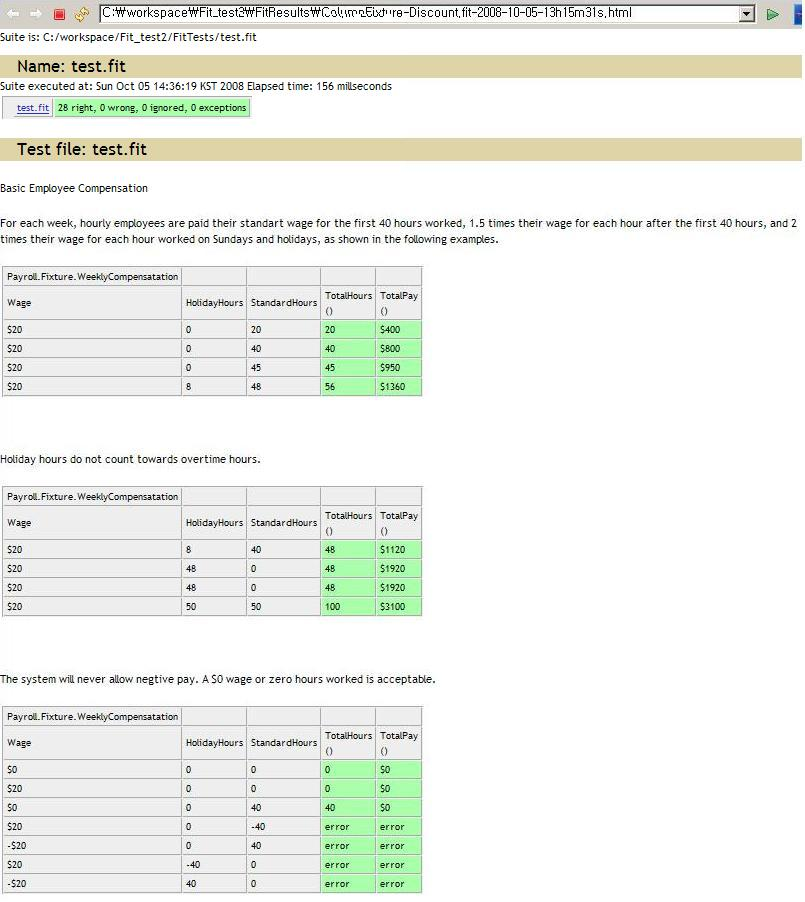 C:₩workspace₩Fit_test2₩FitResults₩ColumnFixture-Discount.fit-2008-10-05-13h15m31s.html
Suite is: C:/workspace/Fit_test2/FitTests/test.fit
Name: test.fit
Suite executed at: Sun Oct 05 14:36:19 KST 2008 Elapsed time: 156 millseconds
test.fit 28 right, 0 wrong, 0 ignored, 0 exceptions
Test file: test.fit
Basic Employee Compensation
For each week, hourly employees are paid their standart wage for the first 40 hours worked, 1.5 times their wage for each hour after the first 40 hours, and 2
times their wage for each hour worked on Sundays and holidays, as shown in the following examples.
Payroll.Fixture.WeeklyCompensatation
Wage HolidayHours StandardHours TotalHours () TotalPay ()
$20 0 20 20 $400
$20 0 40 40 $800
$20 0 45 45 $950
$20 8 48 56 $1360
Holiday hours do not count towards overtime hours.
Payroll.Fixture.WeeklyCompensatation
Wage HolidayHours StandardHours TotalHours () TotalPay ()
$20 8 40 48 $1120
$20 48 0 48 $1920
$20 48 0 48 $1920
$20 50 50 100 $3100
The system will never allow negtive pay. A $0 wage or zero hours worked is acceptable.
Payroll.Fixture.WeeklyCompensatation
Wage HolidayHours StandardHours TotalHours () TotalPay ()
$0 0 0 0 $0
$20 0 0 0 $0
$0 0 40 40 $0
$20 0 -40 error error
-$20 0 40 error error
$20 -40 0 error error
-$20 40 0 error error